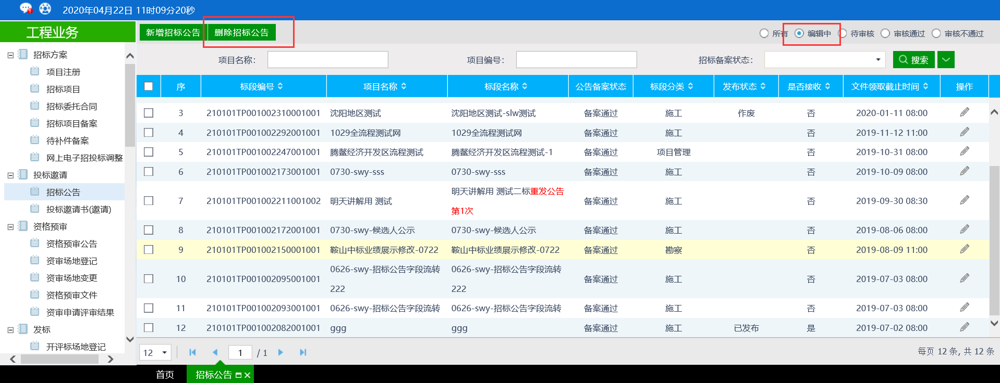 2020年04月22日 11时09分20秒
工程业务
新增招标公告
删除招标公告
所有 编辑中 待审核 审核通过 审核不通过
项目名称：
项目编号：
招标备案状态：
搜索
招标方案
项目注册
招标项目
招标委托合同
招标项目备案
待补件备案
网上电子招投标调整
投标邀请
招标公告
投标邀请书(邀请)
资格预审
资格预审公告
资审场地登记
资审场地变更
资格预审文件
资审申请评审结果
发标
开评标场地登记
序 标段编号 项目名称 标段名称 公告备案状态 标段分类 发布状态 是否接收 文件领取截止时间 操作
3 210101TP001002310001001 沈阳地区测试 沈阳地区测试-slw测试 备案通过 施工 作废 否 2020-01-11 08:00
4 210101TP001002292001001 1029全流程测试网 1029全流程测试网 备案通过 施工 否 2019-11-12 11:00
5 210101TP001002247001001 腾鳌经济开发区流程测试 腾鳌经济开发区流程测试-1 备案通过 项目管理 否 2019-10-31 08:00
6 210101TP001002173001001 0730-swy-sss 0730-swy-sss 备案通过 施工 否 2019-10-09 08:00
7 210101TP001002211001002 明天讲解用 测试 明天讲解用 测试二标重发公告
第1次 备案通过 施工 否 2019-09-30 08:30
8 210101TP001002172001001 0730-swy-候选人公示 0730-swy-候选人公示 备案通过 施工 否 2019-08-06 08:00
9 210101TP001002150001001 鞍山中标业绩展示修改-0722 鞍山中标业绩展示修改-0722 备案通过 勘察 否 2019-08-09 11:00
10 210101TP001002095001001 0626-swy-招标公告字段流转 0626-swy-招标公告字段流转 备案通过 施工 否 2019-07-03 08:00
222 222
11 210101TP001002093001001 0626-swy-招标公告字段流转 0626-swy-招标公告字段流转 备案通过 施工 否 2019-07-03 08:00
12 210101TP001002082001001 ggg ggg 备案通过 施工 已发布 是 2019-07-02 08:00
12 1 / 1 每页 12 条, 共 12 条
首页 招标公告